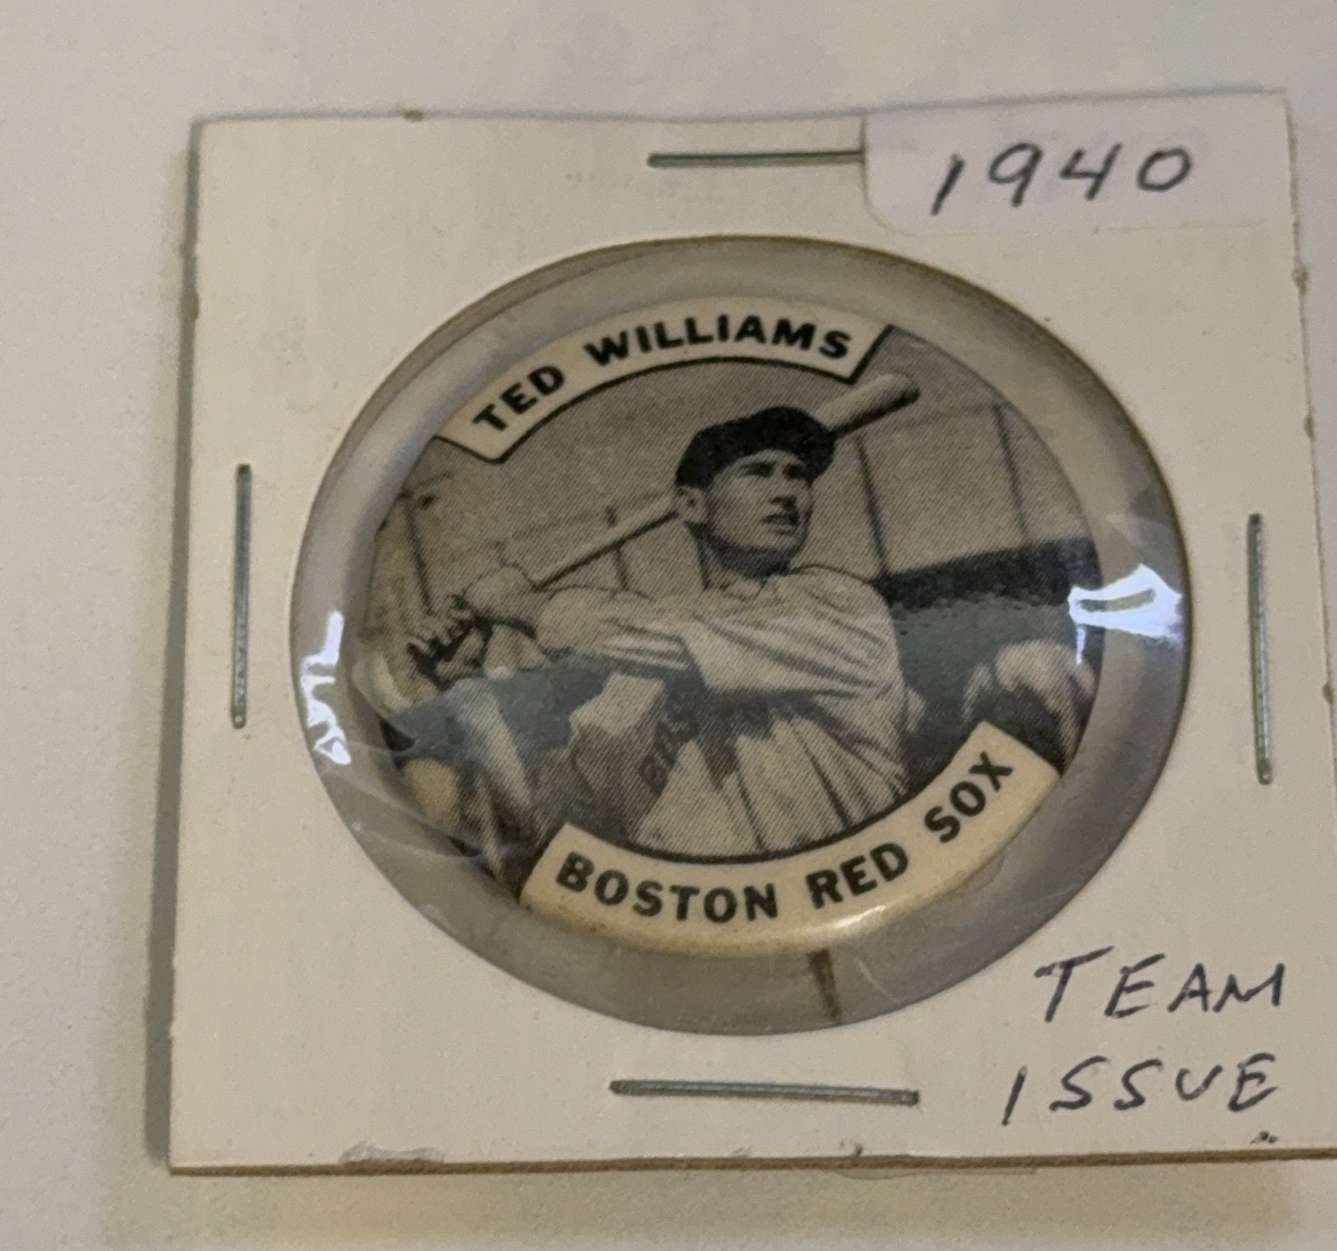 1940
TED WILLIAMS
BOSTON RED SOX
TEAM
ISSUE